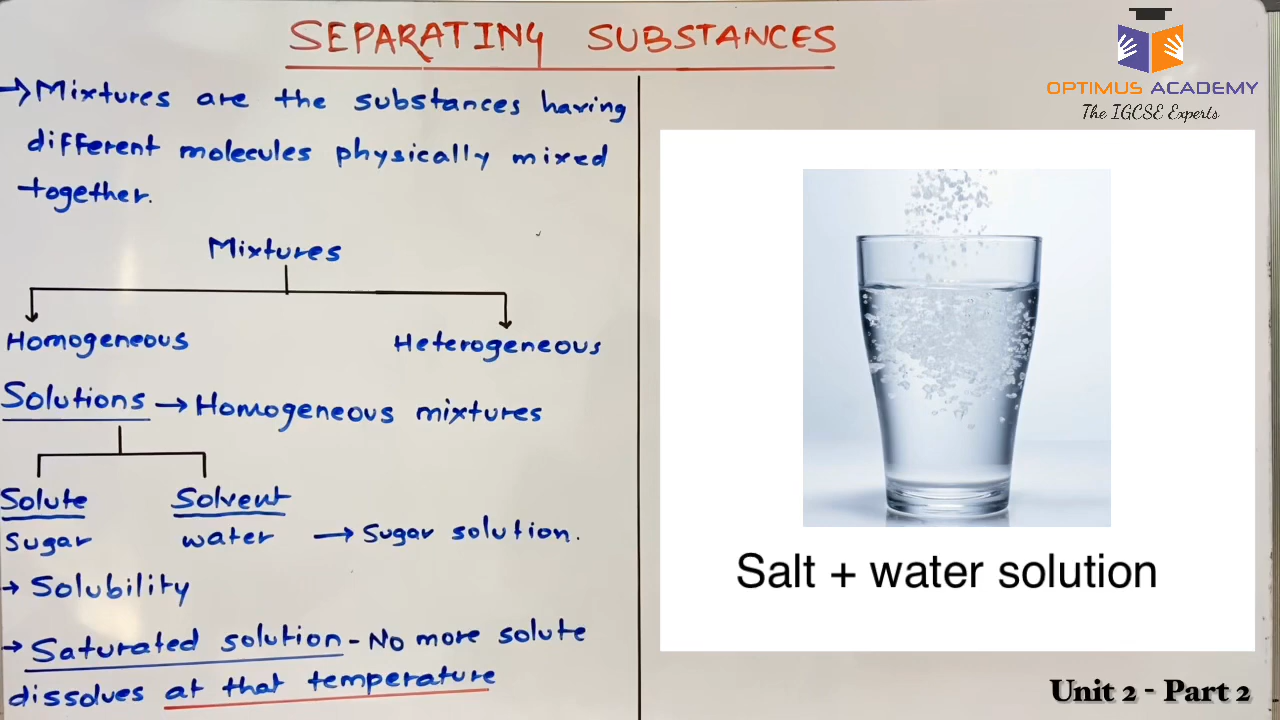 SEPARATING SUBSTANCES
→ Mixtures are the substances having
different molecules physically mixed
together.
Mixtures
Homogeneous Heterogeneous
Solutions → Homogeneous mixtures
Solute Solvent
Sugar water → Sugar solution.
→ Solubility
→ Saturated solution - No more solute
dissolves at that temperature
OPTIMUS ACADEMY
The IGCSE Experts
Salt + water solution
Unit 2 - Part 2